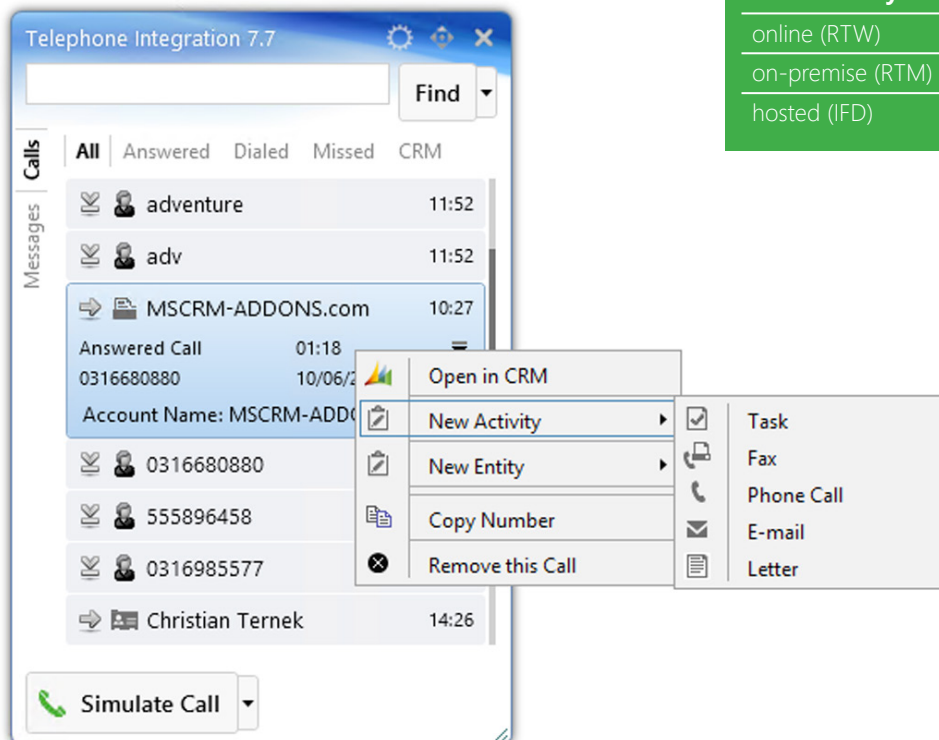 Telephone Integration 7.7
Find
Calls
Messages
All Answered Dialed Missed CRM
adventure 11:52
adv 11:52
MSCRM-ADDONS.com 10:27
Answered Call 01:18
0316680880 10/06/2
Account Name: MSCRM-ADD
0316680880
555896458
0316985577
Christian Ternek 14:26
Simulate Call
Open in CRM
New Activity
New Entity
Copy Number
Remove this Call
Task
Fax
Phone Call
E-mail
Letter
online (RTW)
on-premise (RTM)
hosted (IFD)